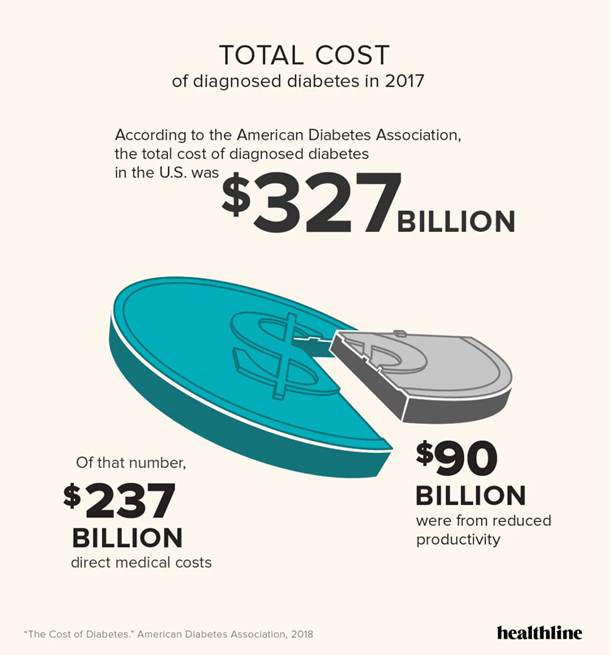 TOTAL COST
of diagnosed diabetes in 2017
According to the American Diabetes Association,
the total cost of diagnosed diabetes
in the U.S. was $327 BILLION
Of that number,
$237
BILLION
direct medical costs
$90
BILLION
were from reduced
productivity
"The Cost of Diabetes." American Diabetes Association, 2018
healthline